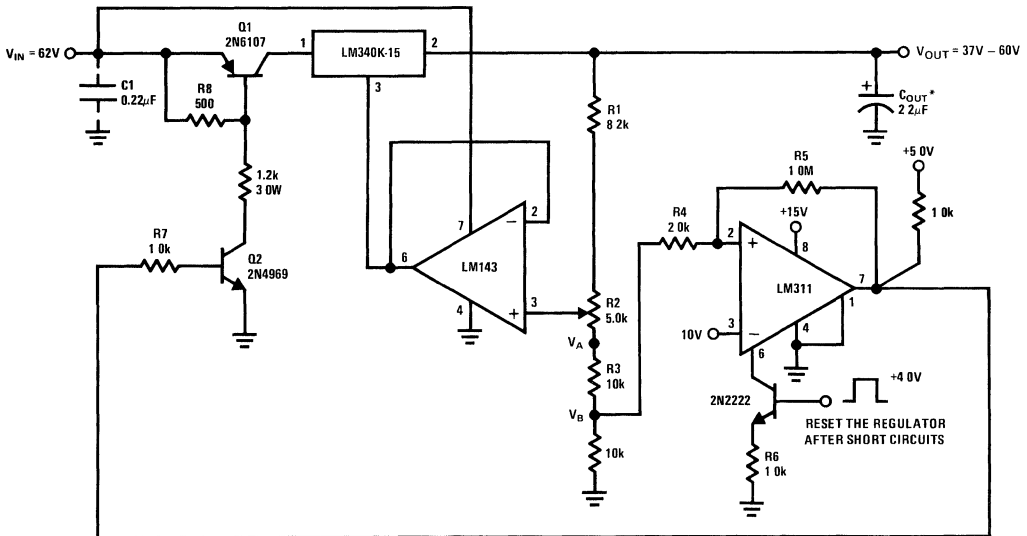 Q1
2N6107
VIN = 62V
1
LM340K-15
2
VOUT = 37V – 60V
C1
0.22μF
R8
500
3
R1
8 2k
+
COUT*
2 2μF
+5 0V
1.2k
3 0W
R5
1 0M
1 0k
R4
2 0k
+15V
7
–
2
2
+
8
R7
1 0k
Q2
2N4969
6
LM143
LM311
7
1
4
+
3
R2
5.0k
10V
3
–
4
VA
6
R3
10k
+4 0V
2N2222
VB
RESET THE REGULATOR
AFTER SHORT CIRCUITS
10k
R6
1 0k